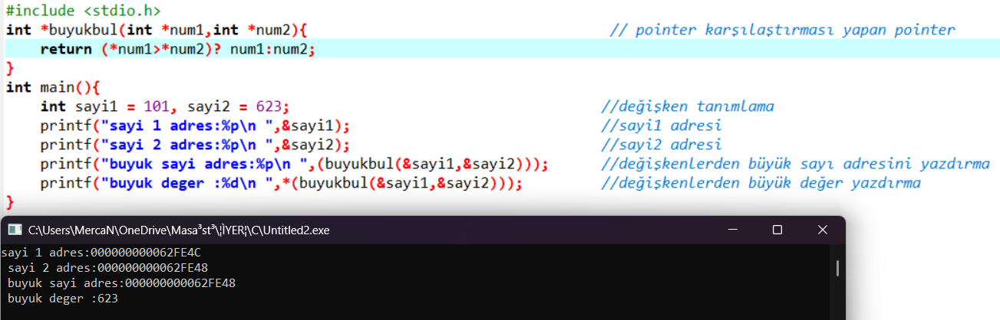 #include <stdio.h>
int *buyukbul(int *num1,int *num2){ // pointer karşılaştırması yapan pointer
return (*num1>*num2)? num1:num2;
}
int main(){
int sayi1 = 101, sayi2 = 623; //değişken tanımlama
printf("sayi 1 adres:%p\n ",&sayi1); //sayi1 adresi
printf("sayi 2 adres:%p\n ",&sayi2); //sayi2 adresi
printf("buyuk sayi adres:%p\n ",(buyukbul(&sayi1,&sayi2))); //değişkenlerden büyük sayı adresini yazdırma
printf("buyuk deger :%d\n ",*(buyukbul(&sayi1,&sayi2))); //değişkenlerden büyük değer yazdırma
}
C:\Users\MercaN\OneDrive\Masa³st³\¦ÌYER¦\C\Untitled2.exe
sayi 1 adres:000000000062FE4C
sayi 2 adres:000000000062FE48
buyuk sayi adres:000000000062FE48
buyuk deger :623